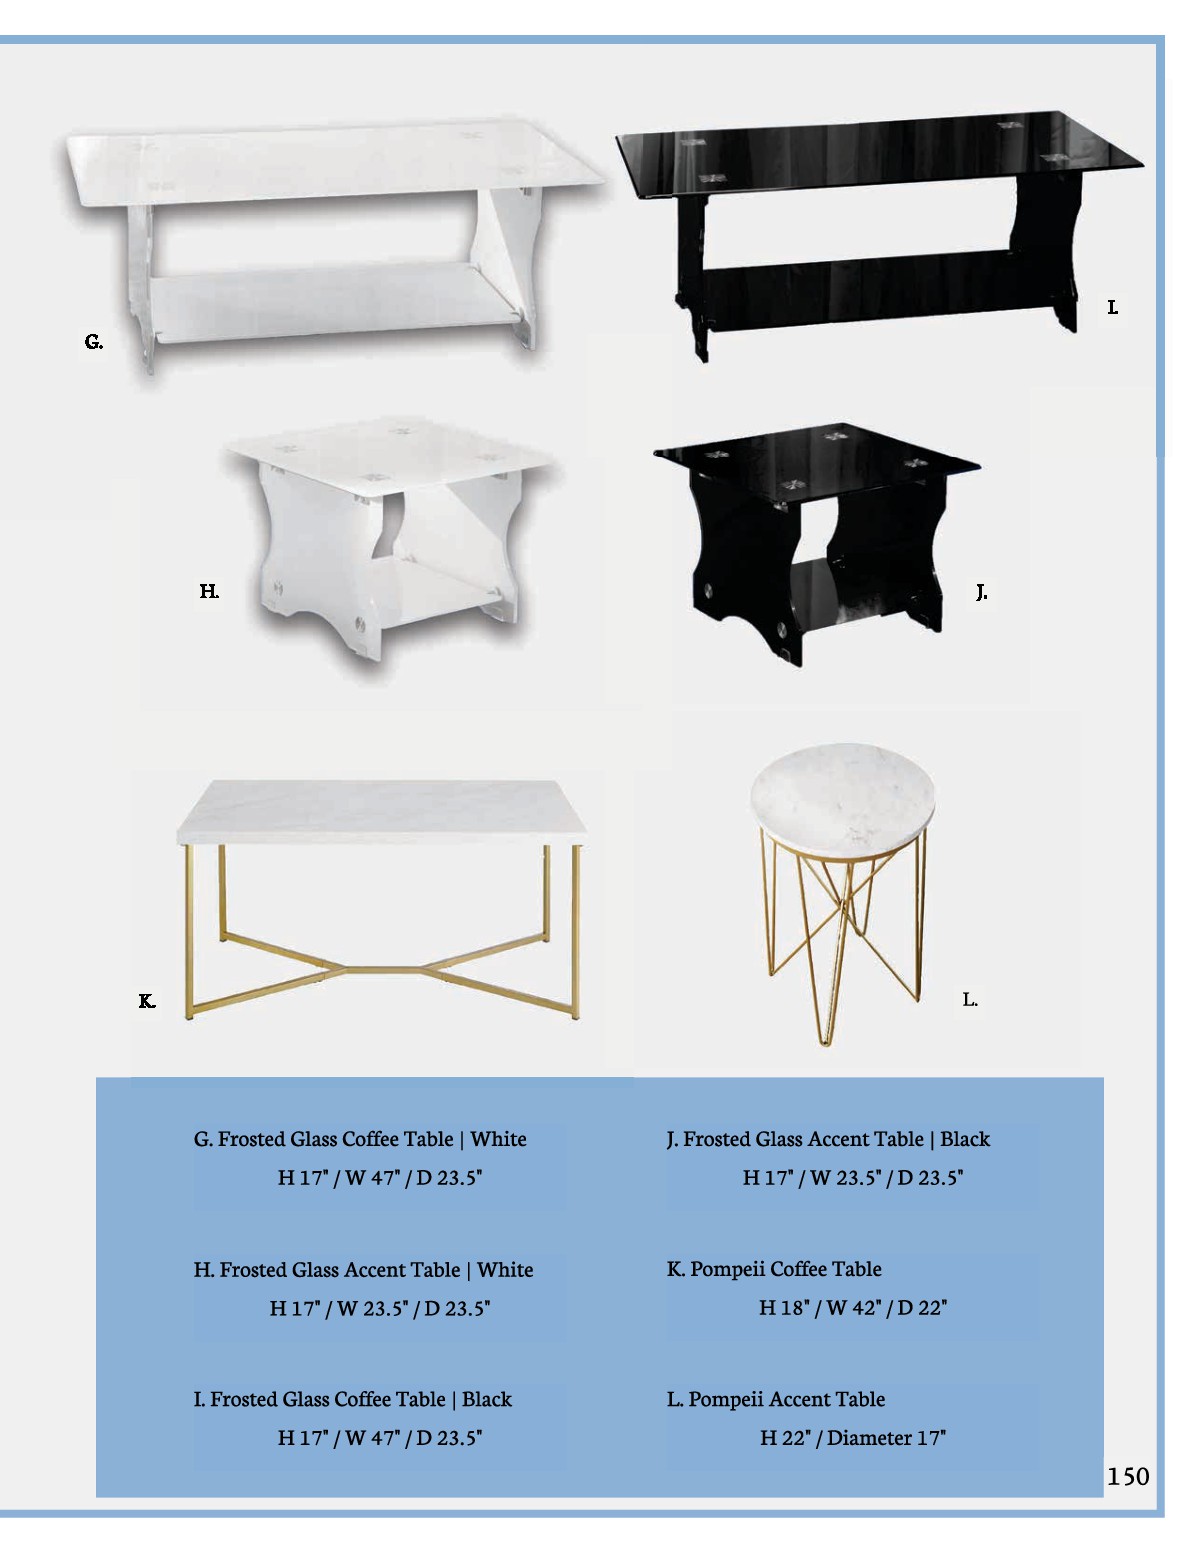 I.
G.
H.
J.
K.
L.
G. Frosted Glass Coffee Table | White
H 17" / W 47" / D 23.5"
H. Frosted Glass Accent Table | White
H 17" / W 23.5" / D 23.5"
I. Frosted Glass Coffee Table | Black
H 17" / W 47" / D 23.5"
J. Frosted Glass Accent Table | Black
H 17" / W 23.5" / D 23.5"
K. Pompeii Coffee Table
H 18" / W 42" / D 22"
L. Pompeii Accent Table
H 22" / Diameter 17"
150